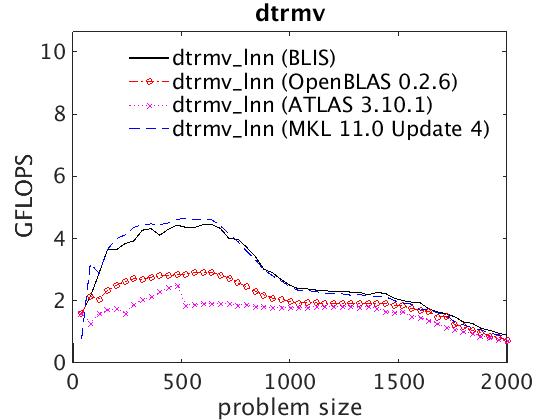 dtrmv
10
dtrmv_lnn (BLIS)
dtrmv_lnn (OpenBLAS 0.2.6)
8
dtrmv_lnn (ATLAS 3.10.1)
dtrmv_lnn (MKL 11.0 Update 4)
GFLOPS
6
4
2
0
0 500 1000 1500 2000
problem size